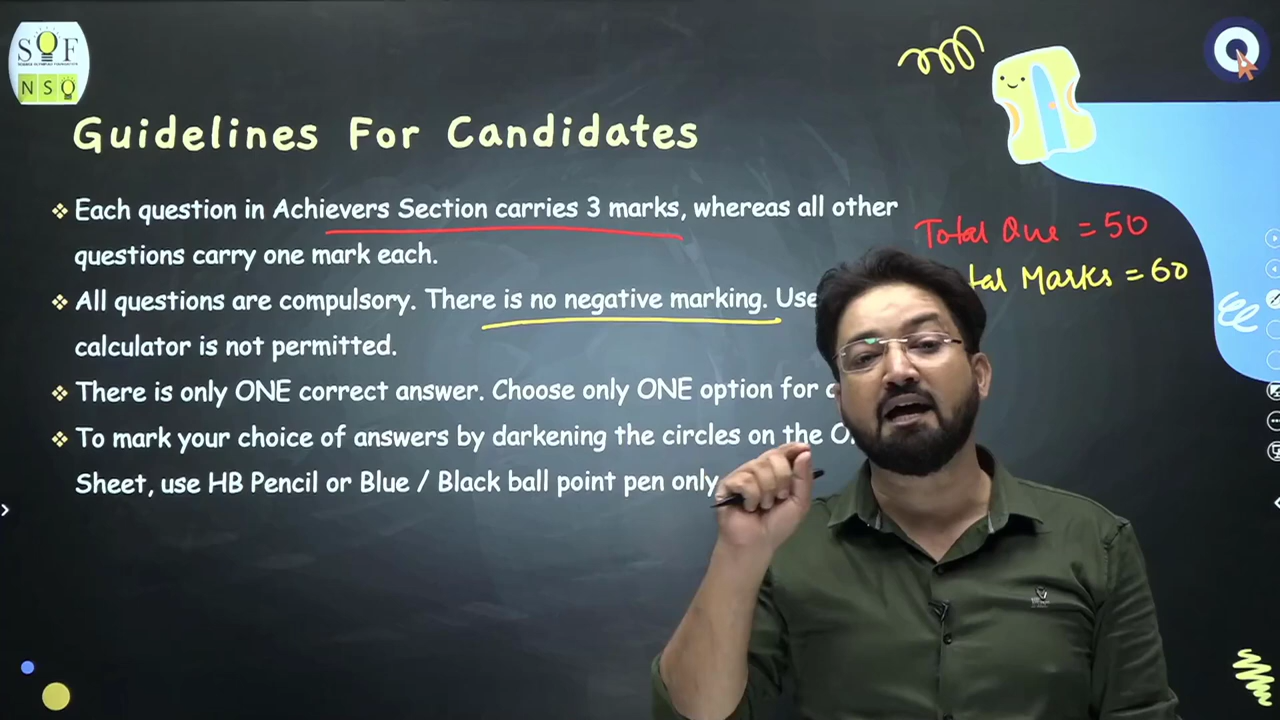 SOF
SCIENCE OLYMPIAD FOUNDATION
NSO
Guidelines For Candidates
❖ Each question in Achievers Section carries 3 marks, whereas all other
questions carry one mark each.
❖ All questions are compulsory. There is no negative marking. Use
calculator is not permitted.
❖ There is only ONE correct answer. Choose only ONE option for
❖ To mark your choice of answers by darkening the circles on the
Sheet, use HB Pencil or Blue / Black ball point pen only
Total Que = 50
Marks = 60